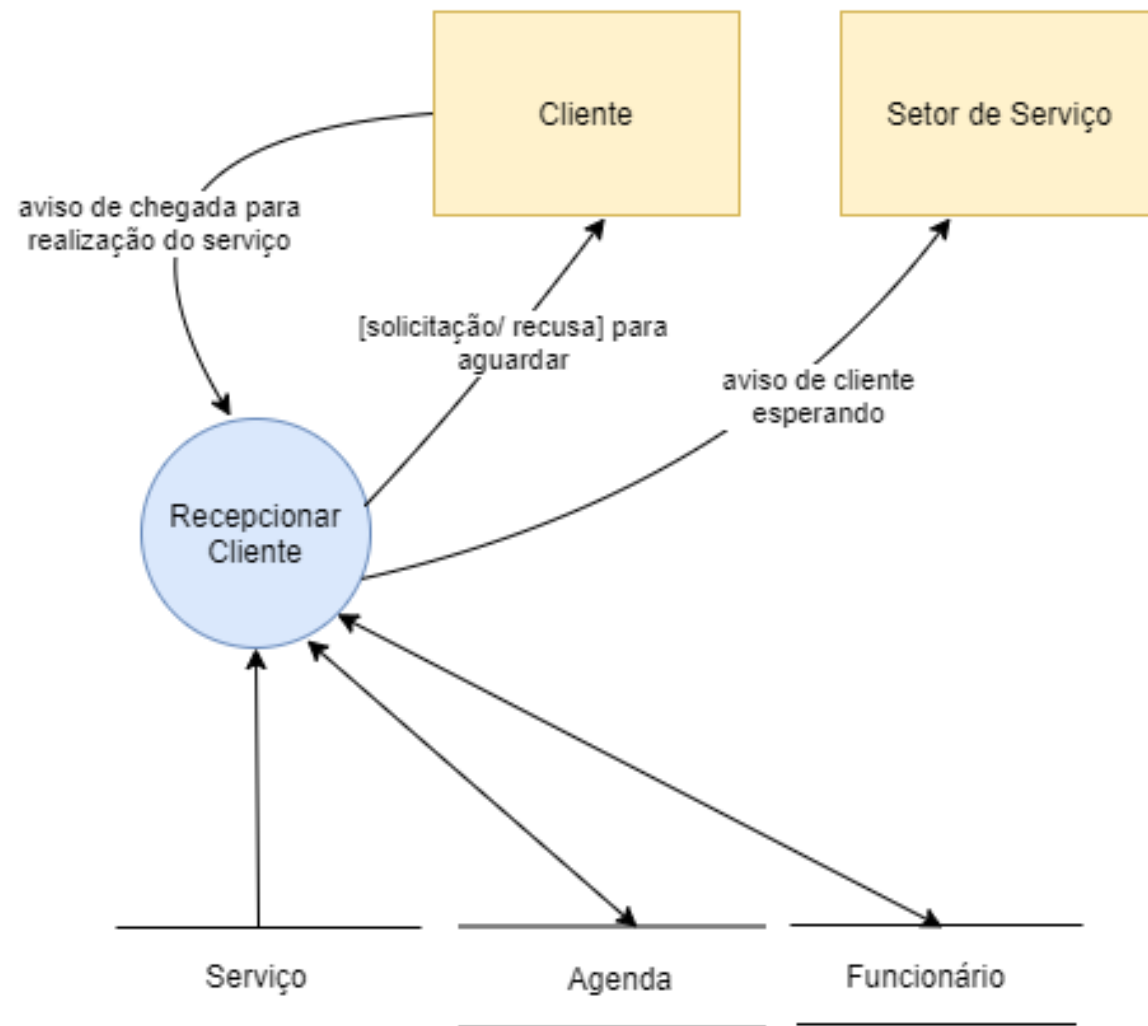 Cliente
Setor de Serviço
aviso de chegada para
realização do serviço
[solicitação/ recusa] para
aguardar
aviso de cliente
esperando
Recepcionar
Cliente
Serviço
Agenda
Funcionário